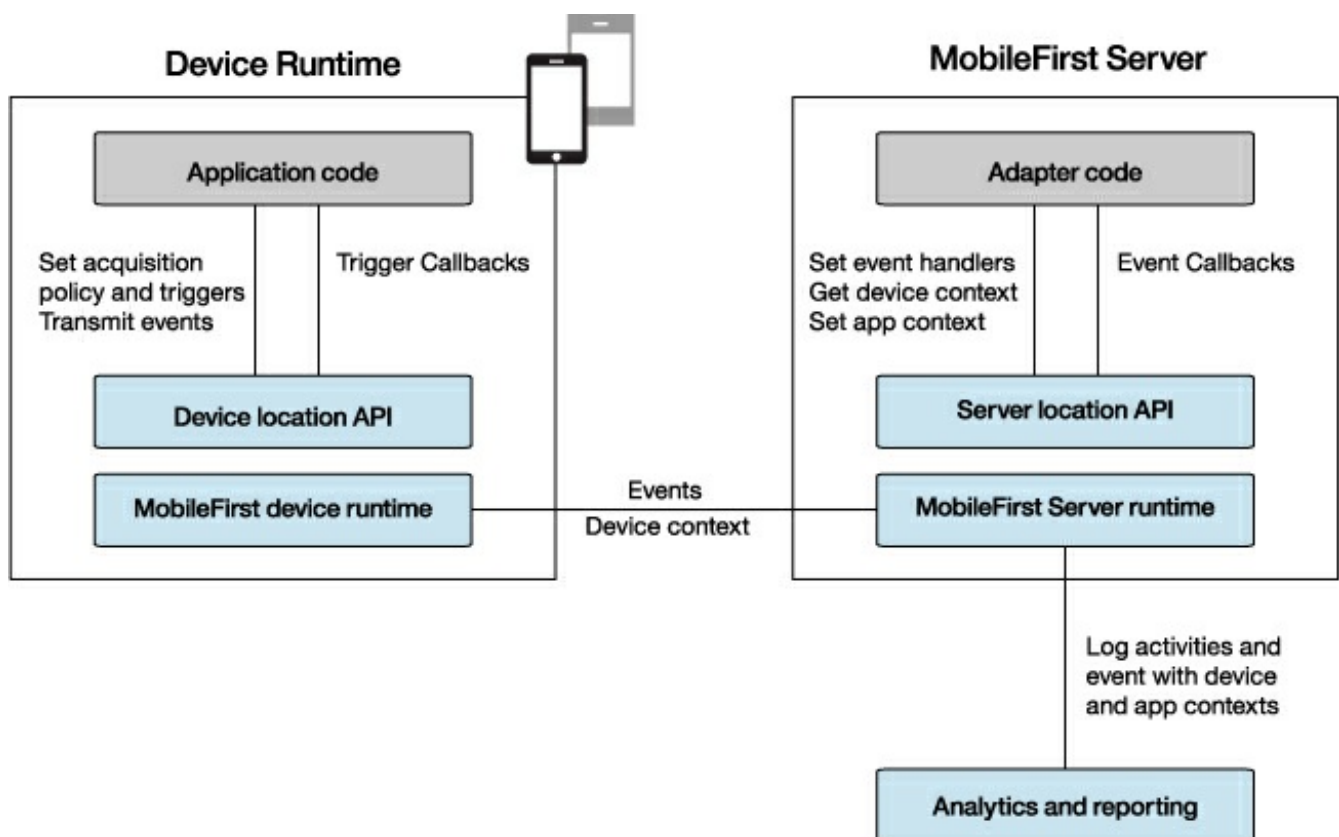 Device Runtime
MobileFirst Server
Application code
Adapter code
Set acquisition
policy and triggers
Transmit events
Trigger Callbacks
Set event handlers
Get device context
Set app context
Event Callbacks
Device location API
Server location API
MobileFirst device runtime
Events
Device context
MobileFirst Server runtime
Log activities and
event with device
and app contexts
Analytics and reporting